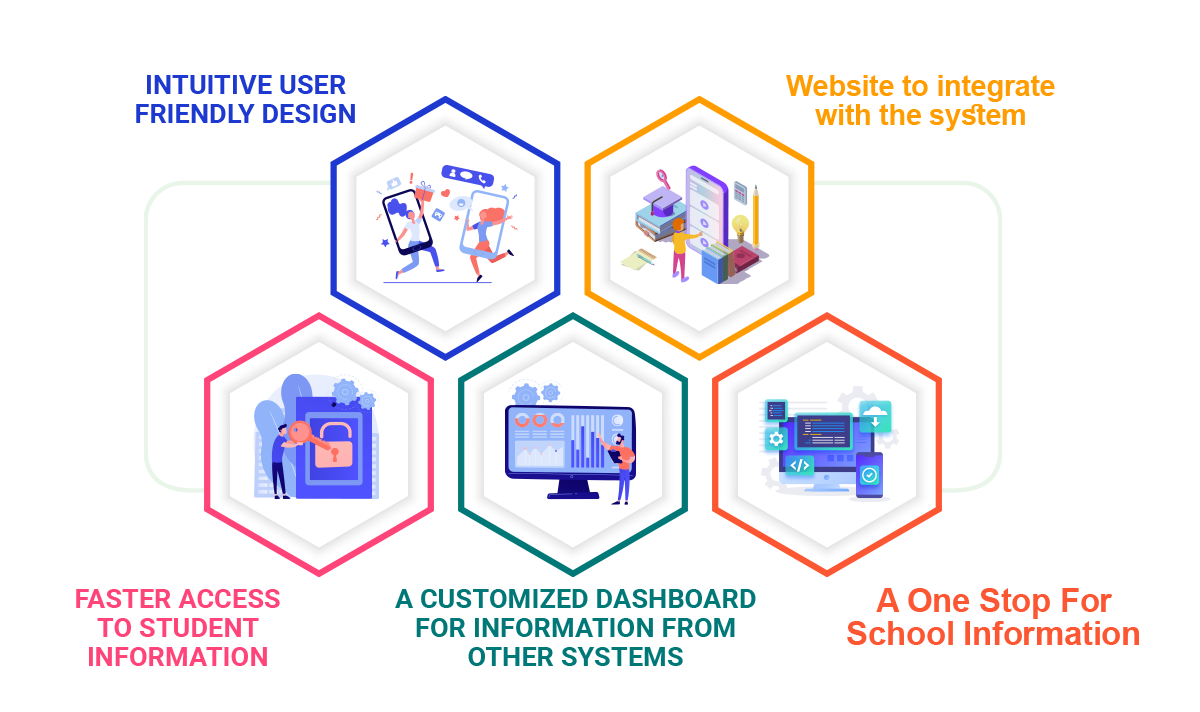 INTUITIVE USER
FRIENDLY DESIGN
Website to integrate
with the system
FASTER ACCESS
TO STUDENT
INFORMATION
A CUSTOMIZED DASHBOARD
FOR INFORMATION FROM
OTHER SYSTEMS
A One Stop For
School Information